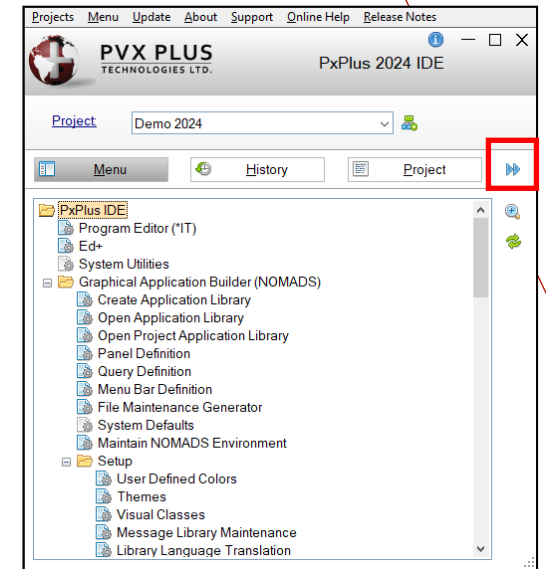 Projects Menu Update About Support Online Help Release Notes
PVX PLUS
TECHNOLOGIES LTD.
PxPlus 2024 IDE
Project
Demo 2024
Menu
History
Project
PxPlus IDE
Program Editor (*IT)
Ed+
System Utilities
Graphical Application Builder (NOMADS)
Create Application Library
Open Application Library
Open Project Application Library
Panel Definition
Query Definition
Menu Bar Definition
File Maintenance Generator
System Defaults
Maintain NOMADS Environment
Setup
User Defined Colors
Themes
Visual Classes
Message Library Maintenance
Library Language Translation